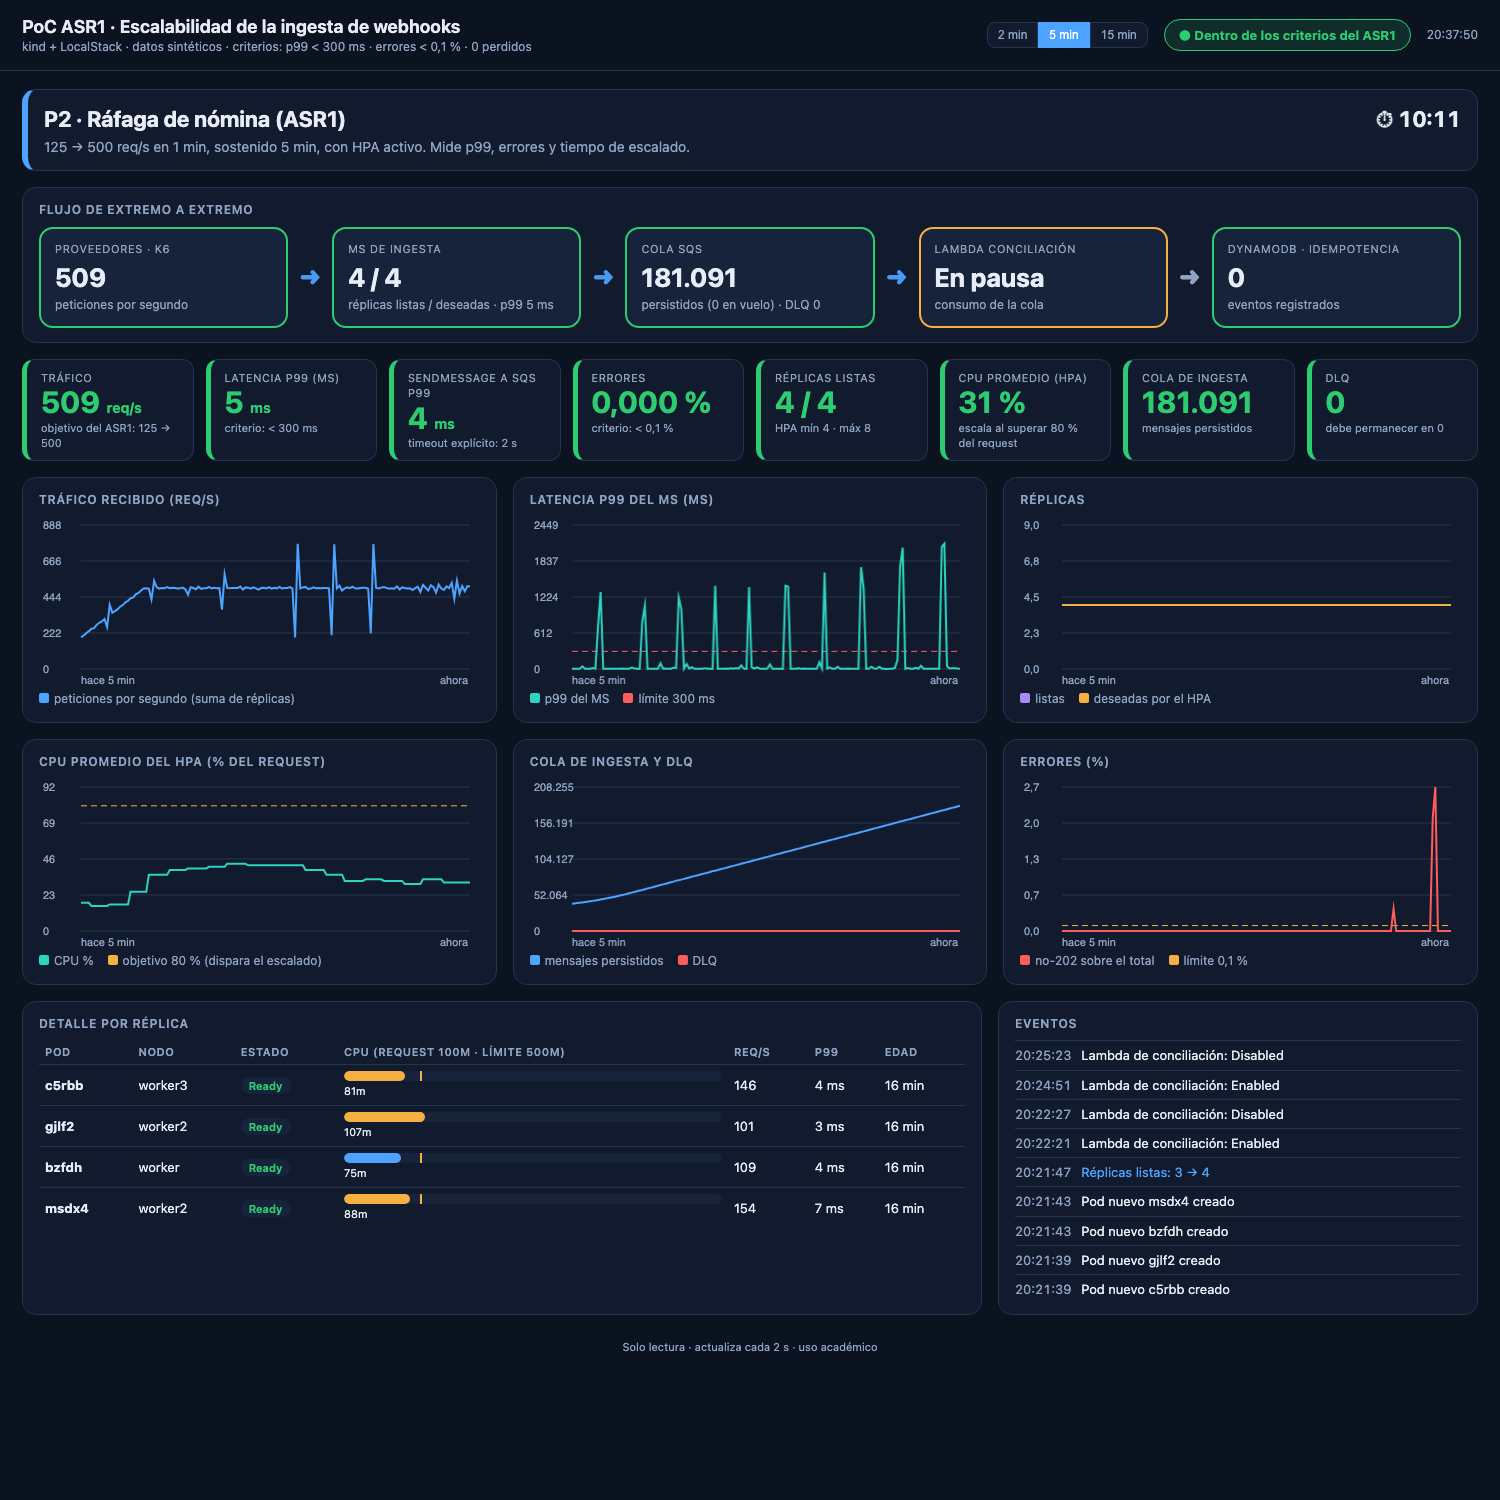 PoC ASR1 · Escalabilidad de la ingesta de webhooks
kind + LocalStack · datos sintéticos · criterios: p99 < 300 ms · errores < 0,1 % · 0 perdidos
2 min 5 min 15 min
Dentro de los criterios del ASR1
20:37:50
P2 · Ráfaga de nómina (ASR1)
⏱ 10:11
125 → 500 req/s en 1 min, sostenido 5 min, con HPA activo. Mide p99, errores y tiempo de escalado.
FLUJO DE EXTREMO A EXTREMO
PROVEEDORES · K6
509
peticiones por segundo
➜
MS DE INGESTA
4 / 4
réplicas listas / deseadas · p99 5 ms
➜
COLA SQS
181.091
persistidos (0 en vuelo) · DLQ 0
➜
LAMBDA CONCILIACIÓN
En pausa
consumo de la cola
➜
DYNAMODB · IDEMPOTENCIA
0
eventos registrados
TRÁFICO
509 req/s
objetivo del ASR1: 125 →
500
LATENCIA P99 (MS)
5 ms
criterio: < 300 ms
SENDMESSAGE A SQS
P99
4 ms
timeout explícito: 2 s
ERRORES
0,000 %
criterio: < 0,1 %
RÉPLICAS LISTAS
4 / 4
HPA mín 4 · máx 8
CPU PROMEDIO (HPA)
31 %
escala al superar 80 %
del request
COLA DE INGESTA
181.091
mensajes persistidos
DLQ
0
debe permanecer en 0
TRÁFICO RECIBIDO (REQ/S)
888
666
444
222
0
hace 5 min ahora
peticiones por segundo (suma de réplicas)
LATENCIA P99 DEL MS (MS)
2449
1837
1224
612
0
hace 5 min ahora
p99 del MS límite 300 ms
RÉPLICAS
9,0
6,8
4,5
2,3
0,0
hace 5 min ahora
listas deseadas por el HPA
CPU PROMEDIO DEL HPA (% DEL REQUEST)
92
69
46
23
0
hace 5 min ahora
CPU % objetivo 80 % (dispara el escalado)
COLA DE INGESTA Y DLQ
208.255
156.191
104.127
52.064
0
hace 5 min ahora
mensajes persistidos DLQ
ERRORES (%)
2,7
2,0
1,3
0,7
0,0
hace 5 min ahora
no-202 sobre el total límite 0,1 %
DETALLE POR RÉPLICA
POD NODO ESTADO CPU (REQUEST 100M · LÍMITE 500M) REQ/S P99 EDAD
c5rbb worker3 Ready 81m 146 4 ms 16 min
gjlf2 worker2 Ready 107m 101 3 ms 16 min
bzfdh worker Ready 75m 109 4 ms 16 min
msdx4 worker2 Ready 88m 154 7 ms 16 min
EVENTOS
20:25:23 Lambda de conciliación: Disabled
20:24:51 Lambda de conciliación: Enabled
20:22:27 Lambda de conciliación: Disabled
20:22:21 Lambda de conciliación: Enabled
20:21:47 Réplicas listas: 3 → 4
20:21:43 Pod nuevo msdx4 creado
20:21:43 Pod nuevo bzfdh creado
20:21:39 Pod nuevo gjlf2 creado
20:21:39 Pod nuevo c5rbb creado
Solo lectura · actualiza cada 2 s · uso académico